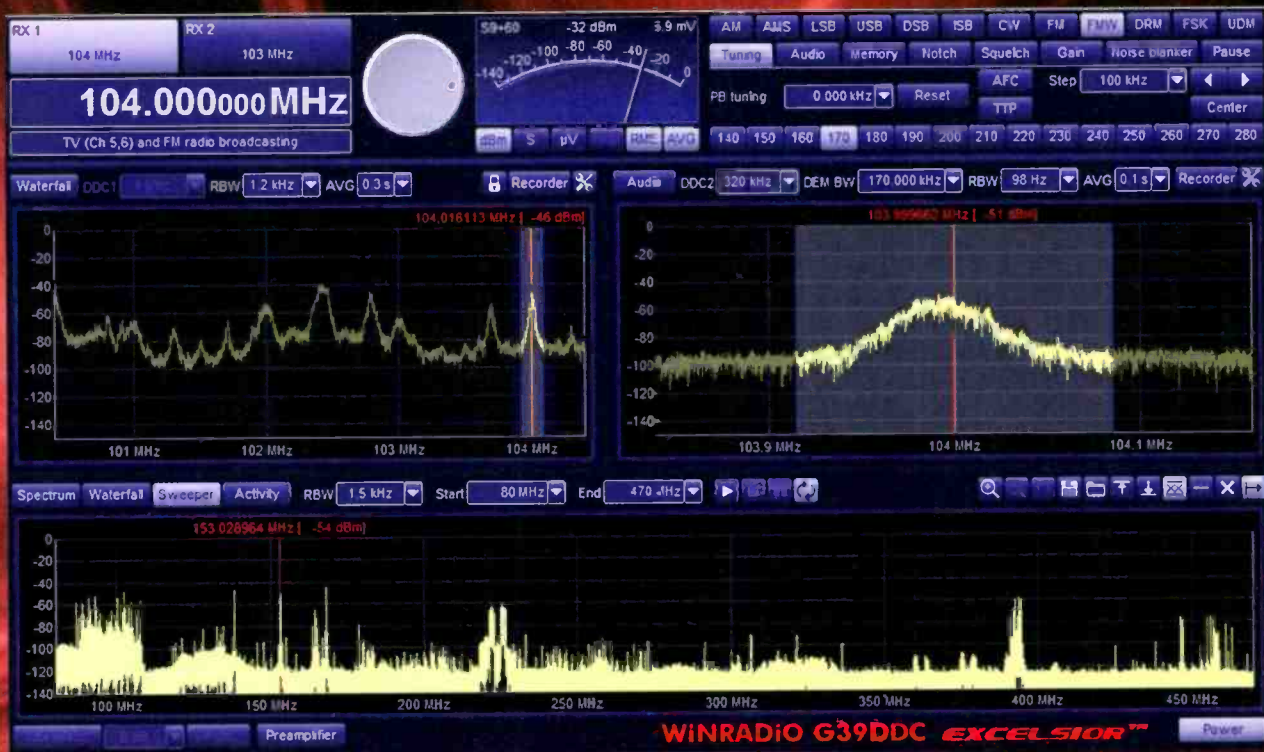 RX 1
104 MHz
RX 2
103 MHz
104.000000 MHz
TV (Ch 5,6) and FM radio broadcasting
S9+60 -32 dBm 5.9 mV
-140 -120 -100 -80 -60 -40 -20 0
dBm S µV RMS AVG
AM AMS LSB USB DSB ISB CW FM FMW DRM FSK UDM
Tuning Audio Memory Notch Squelch Gain Noise blanker Pause
PB tuning 0.000 kHz Reset AFC Step 100 kHz
TTP Center
140 150 160 170 180 190 200 210 220 230 240 250 260 270 280
Waterfall DDC1 RBW 1.2 kHz AVG 0.3 s Recorder
104.016113 MHz [ -46 dBm]
0
-20
-40
-60
-80
-100
-120
-140
101 MHz 102 MHz 103 MHz 104 MHz
Audio DDC2 320 kHz DEM BW 170.000 kHz RBW 98 Hz AVG 0.1 s Recorder
MHz [ -51 dBm]
0
-20
-40
-60
-80
-100
-120
-140
103.9 MHz 104 MHz 104.1 MHz
Spectrum Waterfall Sweeper Activity RBW 1.5 kHz Start 80 MHz End 470 MHz
153.028964 MHz [ -54 dBm]
0
-20
-40
-60
-80
-100
-120
-140
100 MHz 150 MHz 200 MHz 250 MHz 300 MHz 350 MHz 400 MHz 450 MHz
Preamplifier
WiNRADiO G39DDC EXCELSIOR™
Power